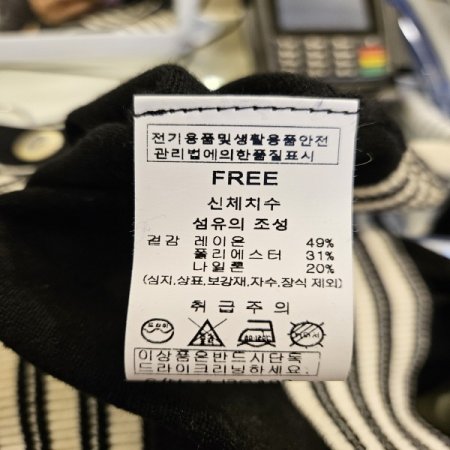 전기용품및생활용품안전
관리법에의한품질표시
FREE
신체치수
섬유의 조성
겉감 레이온 49%
폴리에스터 31%
나일론 20%
(심지,상표,보강재,자수,장식 제외)
취급주의
드라이
이상품은반드시단독
드라이크리닝하세요.